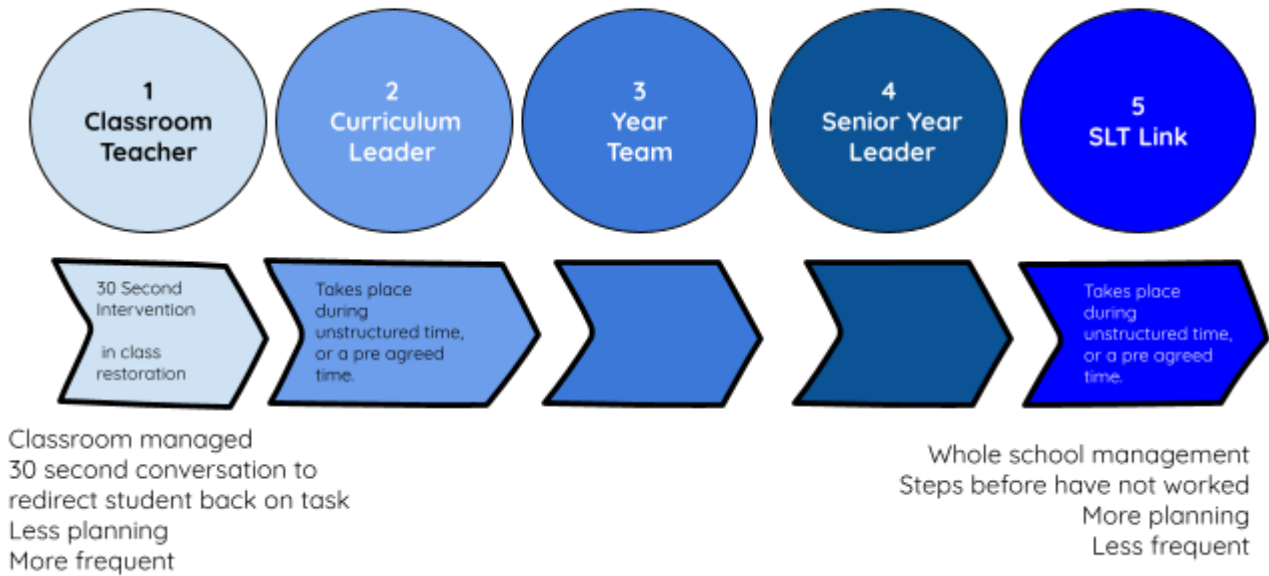 1
Classroom
Teacher
2
Curriculum
Leader
3
Year
Team
4
Senior Year
Leader
5
SLT Link
30 Second
Intervention
in class
restoration
Takes place
during
unstructured time,
or a pre agreed
time.
Takes place
during
unstructured time,
or a pre agreed
time.
Classroom managed
30 second conversation to
redirect student back on task
Less planning
More frequent
Whole school management
Steps before have not worked
More planning
Less frequent